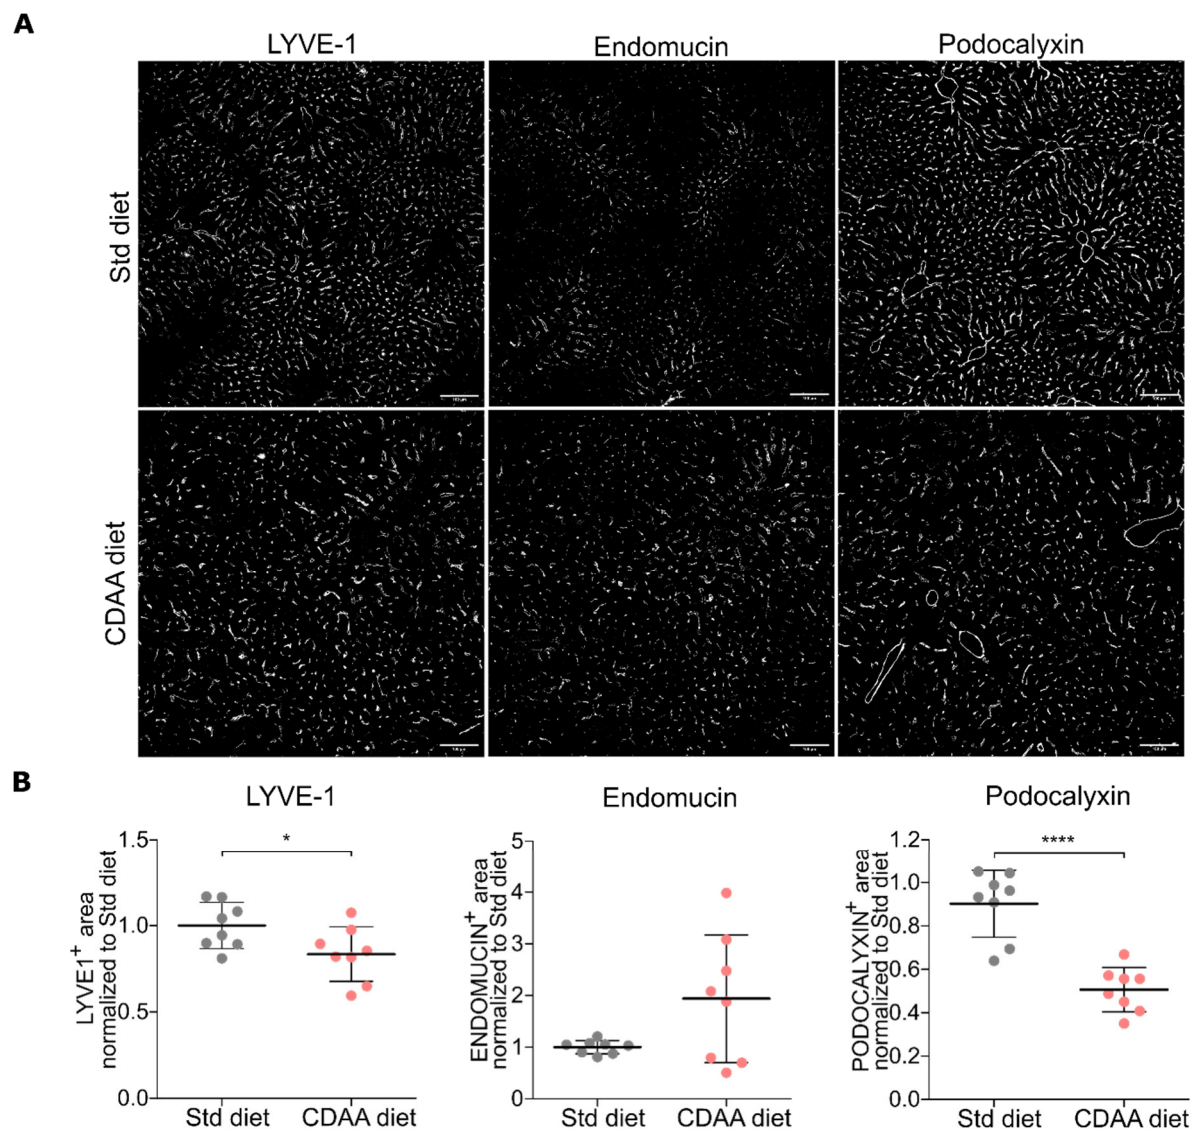 A
LYVE-1
Endomucin
Podocalyxin
Std diet
CDAA diet
B
LYVE-1
LYVE1+ area
normalized to Std diet
1.5
1.0
0.5
0.0
*
Std diet
CDAA diet
Endomucin
ENDOMUCIN+ area
normalized to Std diet
5
4
3
2
1
0
Std diet
CDAA diet
Podocalyxin
PODOCALYXIN+ area
normalized to Std diet
1.2
1.0
0.8
0.6
0.4
0.2
0.0
****
Std diet
CDAA diet